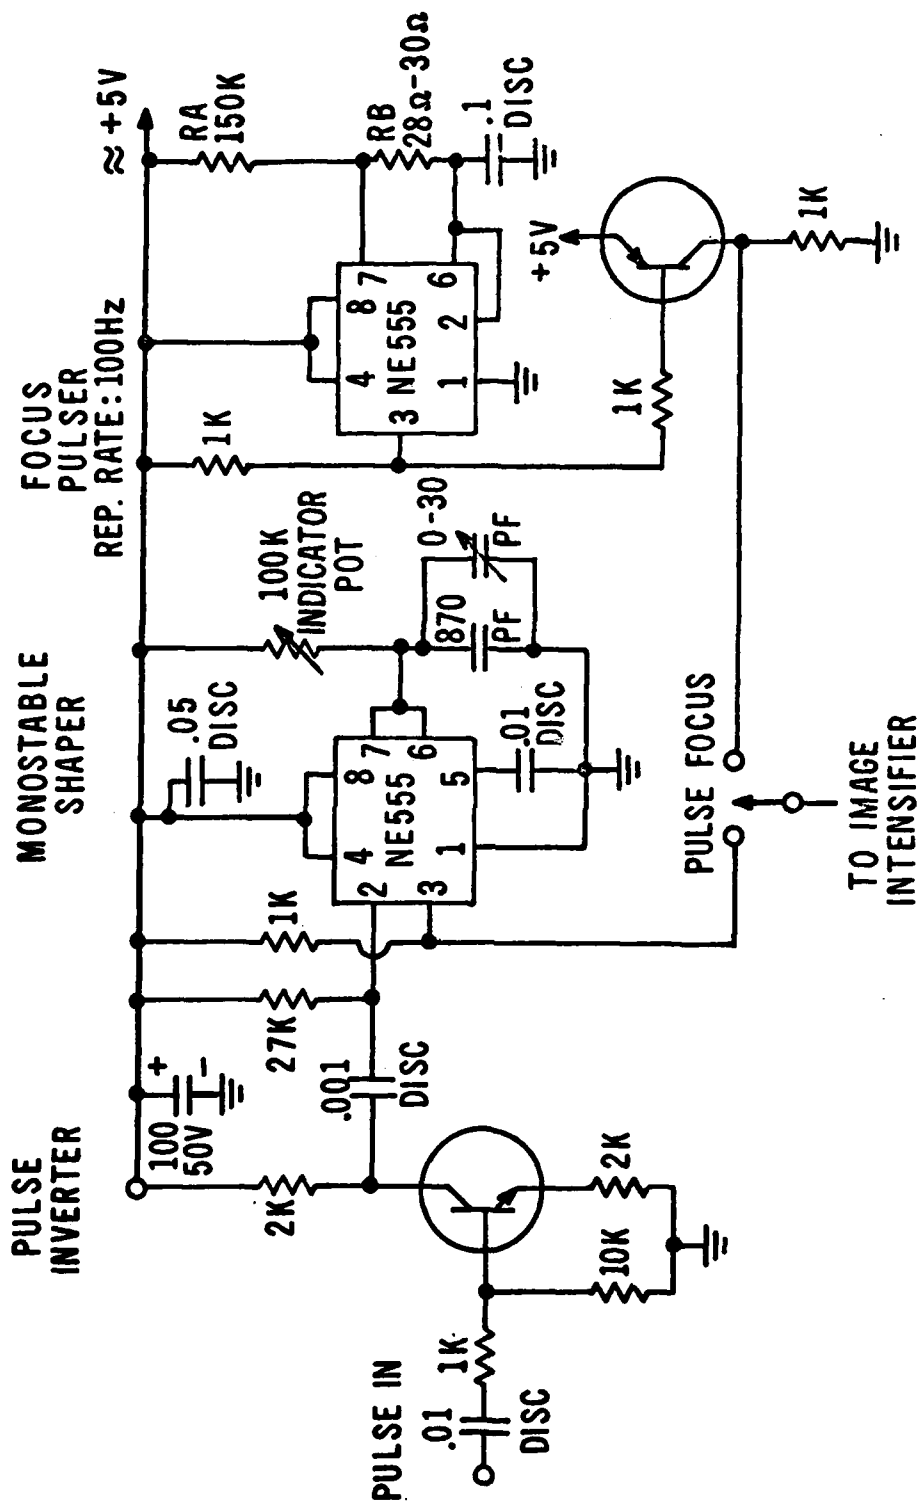 PULSE
INVERTER
MONOSTABLE
SHAPER
FOCUS
PULSER
REP. RATE:100Hz
≈ +5V
+
−
100
50V
.05
DISC
2K
27K
1K
100K
INDICATOR
POT
1K
RA
150K
RB
28Ω-30Ω
.1
DISC
.001
DISC
2
3
4
8
NE555
1
5
7
6
.01
DISC
870
PF
0-30
PF
3
4
8
NE555
1
2
7
6
+5V
1K
1K
PULSE IN
.01
DISC
1K
10K
2K
PULSE FOCUS
TO IMAGE
INTENSIFIER